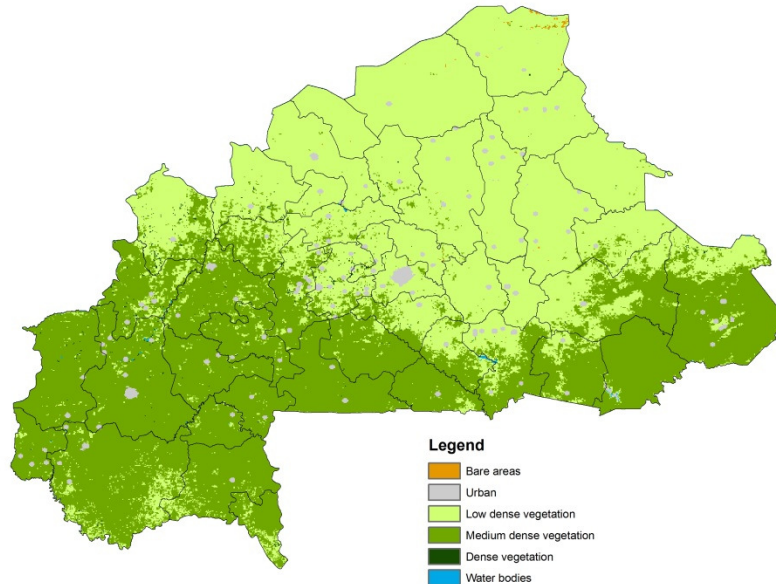 Legend
Bare areas
Urban
Low dense vegetation
Medium dense vegetation
Dense vegetation
Water bodies